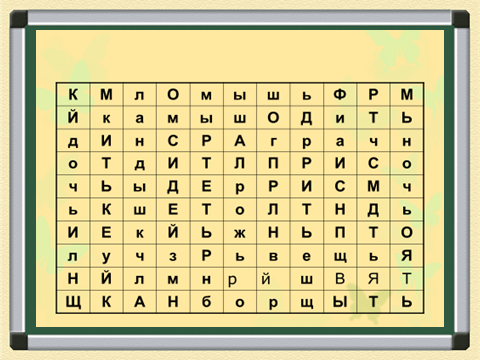 К М л О м ы ш ь Ф Р М
Й к а м ы ш О Д и Т Ь
д И н С Р А г р а ч н
о Т д И Т Л П Р И С о
ч Ь ы Д Е р Р И С М ч
ь К ш Е Т о Л Т Н Д ь
И Е к Й Ь ж Н Ь П Т О
л у ч з Р ь в е щ ь Я
Н Й л м н р й ш В Я Т
Щ К А Н б о р щ Ы Т Ь